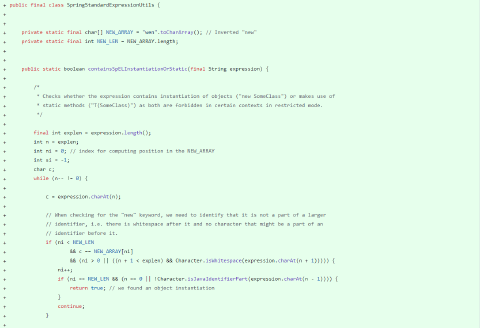 + public final class SpringStandardExpressionUtils {
+
+
+ private static final char[] NEW_ARRAY = "wen".toCharArray(); // Inverted "new"
+ private static final int NEW_LEN = NEW_ARRAY.length;
+
+
+ public static boolean containsSpELInstantiationOrStatic(final String expression) {
+
+ /*
+ * Checks whether the expression contains instantiation of objects ("new SomeClass") or makes use of
+ * static methods ("T(SomeClass)") as both are forbidden in certain contexts in restricted mode.
+ */
+
+ final int explen = expression.length();
+ int n = explen;
+ int ni = 0; // index for computing position in the NEW_ARRAY
+ int si = -1;
+ char c;
+ while (n-- != 0) {
+
+ c = expression.charAt(n);
+
+ // When checking for the "new" keyword, we need to identify that it is not a part of a larger
+ // identifier, i.e. there is whitespace after it and no character that might be a part of an
+ // identifier before it.
+ if (ni < NEW_LEN
+ && c == NEW_ARRAY[ni]
+ && (ni > 0 || ((n + 1 < explen) && Character.isWhitespace(expression.charAt(n + 1))))) {
+ ni++;
+ if (ni == NEW_LEN && (n == 0 || !Character.isJavaIdentifierPart(expression.charAt(n - 1)))) {
+ return true; // we found an object instantiation
+ }
+ continue;
+ }
+